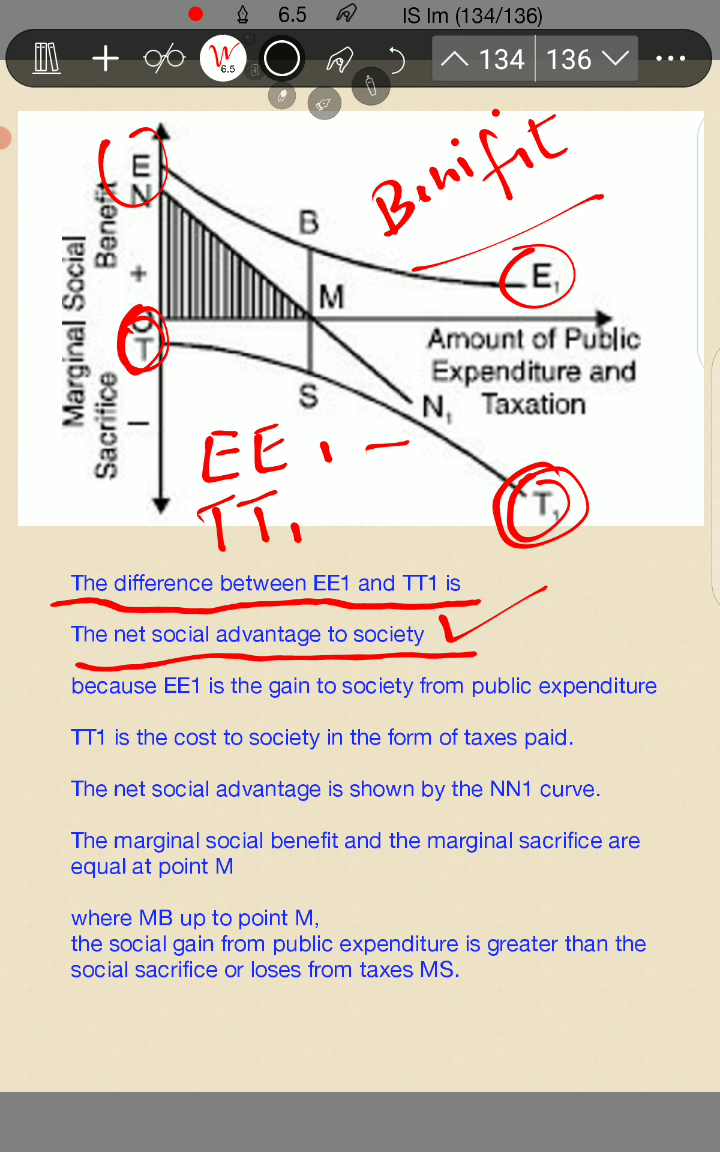 6.5 IS lm (134/136)
W 6.5 134 136
Benifit
E
N
Marginal Social
Benefit
+
Sacrifice
–
B
M
E1
O
T
Amount of Public
Expenditure and
Taxation
S
N1
T1
EE1 –
TT1
The difference between EE1 and TT1 is
The net social advantage to society
because EE1 is the gain to society from public expenditure
TT1 is the cost to society in the form of taxes paid.
The net social advantage is shown by the NN1 curve.
The marginal social benefit and the marginal sacrifice are
equal at point M
where MB up to point M,
the social gain from public expenditure is greater than the
social sacrifice or loses from taxes MS.